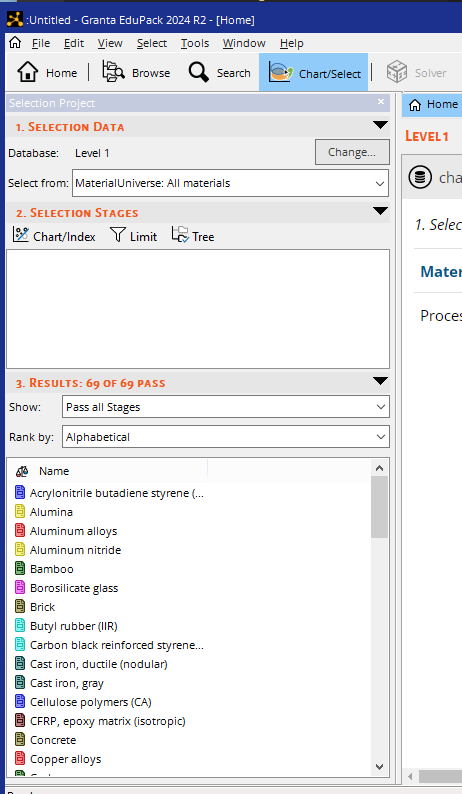 :Untitled - Granta EduPack 2024 R2 - [Home]
File Edit View Select Tools Window Help
Home Browse Search Chart/Select Solver
Selection Project
1. Selection Data
Database: Level 1 Change...
Select from: MaterialUniverse: All materials
2. Selection Stages
Chart/Index Limit Tree
3. Results: 69 of 69 pass
Show: Pass all Stages
Rank by: Alphabetical
Name
Acrylonitrile butadiene styrene (...
Alumina
Aluminum alloys
Aluminum nitride
Bamboo
Borosilicate glass
Brick
Butyl rubber (IIR)
Carbon black reinforced styrene...
Cast iron, ductile (nodular)
Cast iron, gray
Cellulose polymers (CA)
CFRP, epoxy matrix (isotropic)
Concrete
Copper alloys
Home
Level 1
cha
1. Selec
Mater
Proces